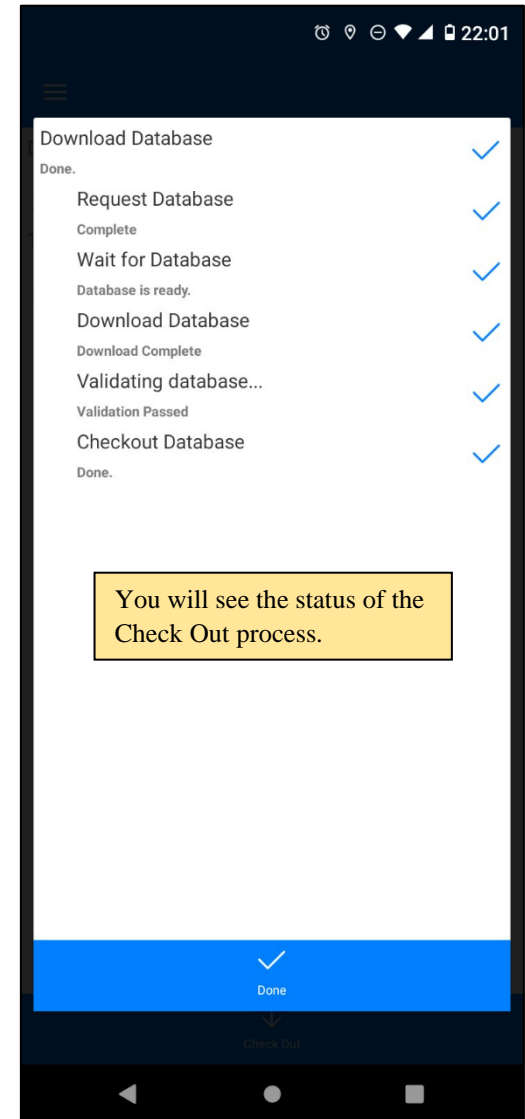 22:01
Download Database
Done.
Request Database
Complete
Wait for Database
Database is ready.
Download Database
Download Complete
Validating database...
Validation Passed
Checkout Database
Done.
You will see the status of the
Check Out process.
Done
Check Out